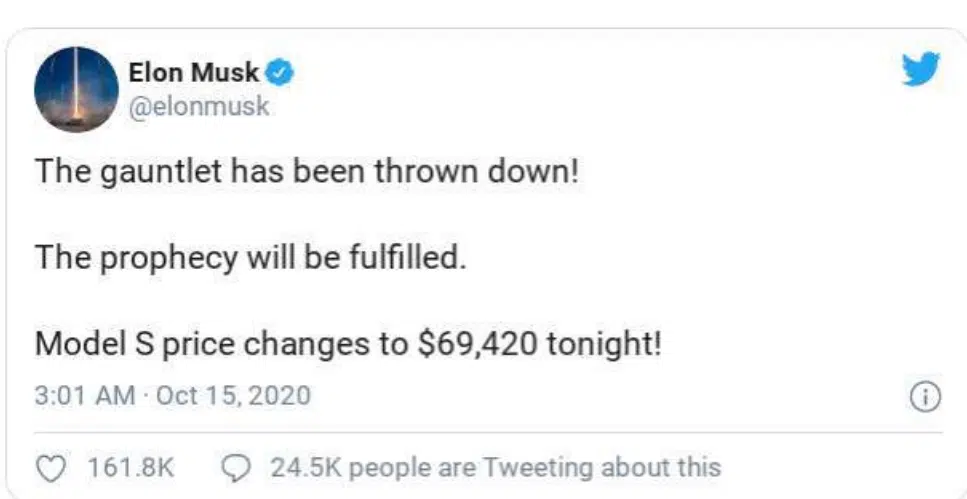 Elon Musk
@elonmusk
The gauntlet has been thrown down!
The prophecy will be fulfilled.
Model S price changes to $69,420 tonight!
3:01 AM · Oct 15, 2020
161.8K 24.5K people are Tweeting about this